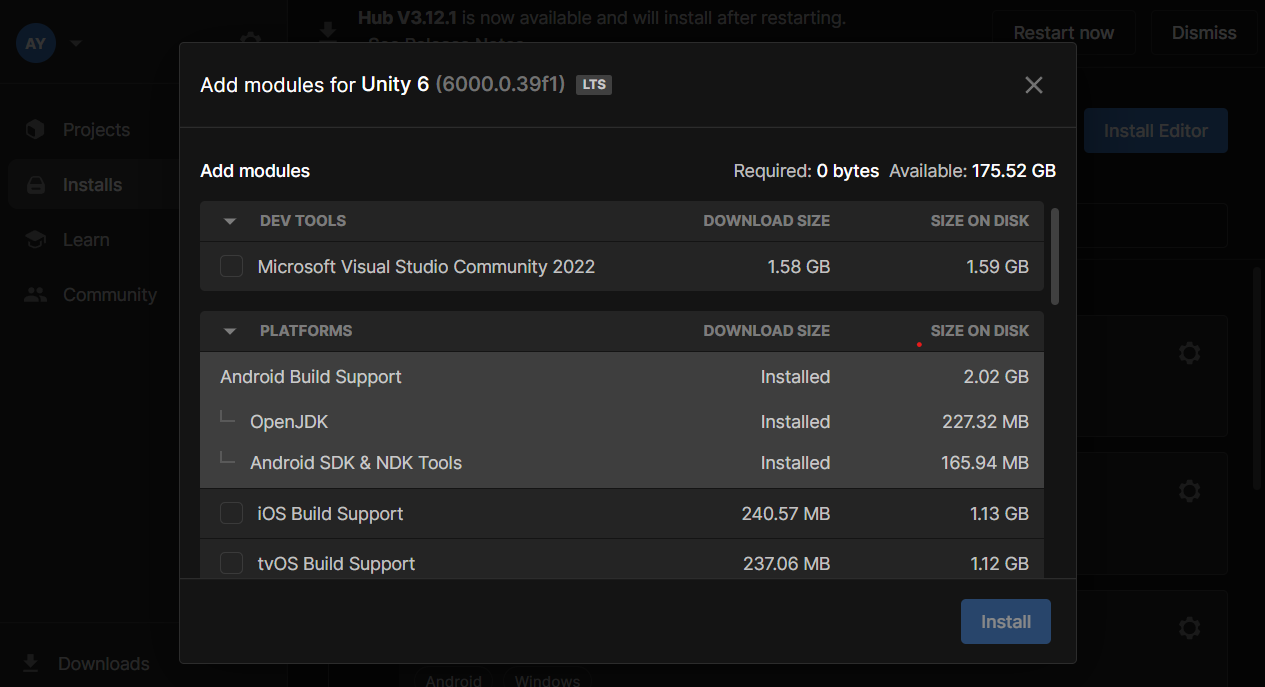 Hub V3.12.1 is now available and will install after restarting.
AY
Restart now
Dismiss
Add modules for Unity 6 (6000.0.39f1) LTS
Projects
Install Editor
Installs
Add modules
Required: 0 bytes Available: 175.52 GB
DEV TOOLS DOWNLOAD SIZE SIZE ON DISK
Learn
Microsoft Visual Studio Community 2022 1.58 GB 1.59 GB
Community
PLATFORMS DOWNLOAD SIZE SIZE ON DISK
Android Build Support Installed 2.02 GB
OpenJDK Installed 227.32 MB
Android SDK & NDK Tools Installed 165.94 MB
iOS Build Support 240.57 MB 1.13 GB
tvOS Build Support 237.06 MB 1.12 GB
Install
Downloads
Android Windows